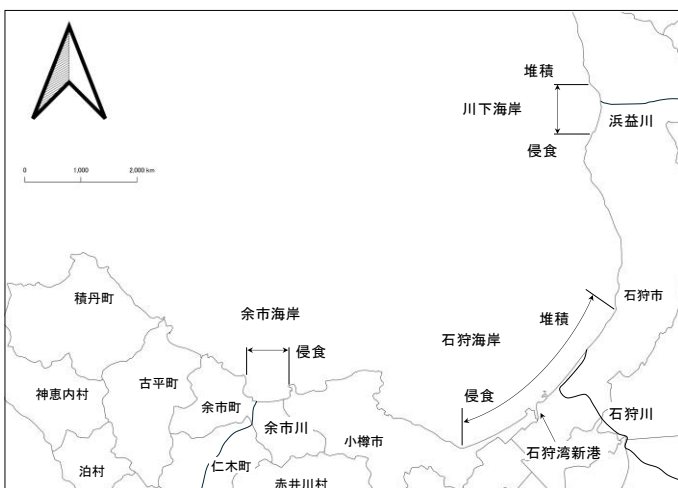 堆積
川下海岸
浜益川
侵食
0 1,000 2,000 km
積丹町
余市海岸
石狩市
堆積
石狩海岸
侵食
神恵内村
古平町
侵食
余市町
石狩川
余市川
小樽市
石狩湾新港
仁木町
泊村
赤井川村